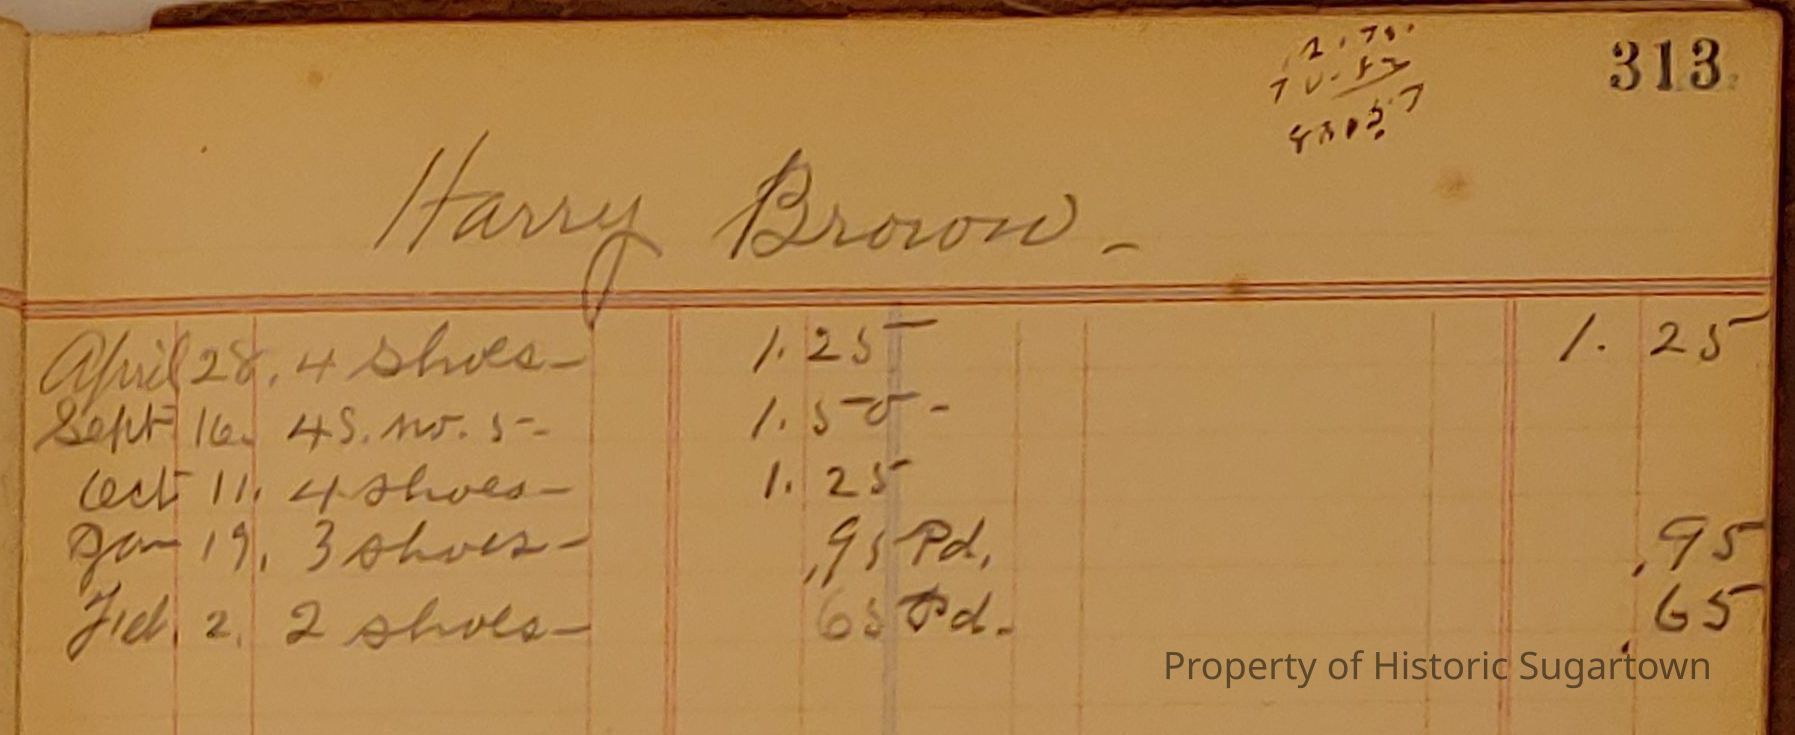 313
Harry Brown -
April 28. 4 shoes - 1.25 1.25
Sept 16. 4 S. no. 5 - 1.50 -
Oct 11. 4 shoes - 1.25
Jan 19. 3 shoes - .95 Pd. .95
Feb. 2. 2 shoes - 65 Pd. .65
Property of Historic Sugartown